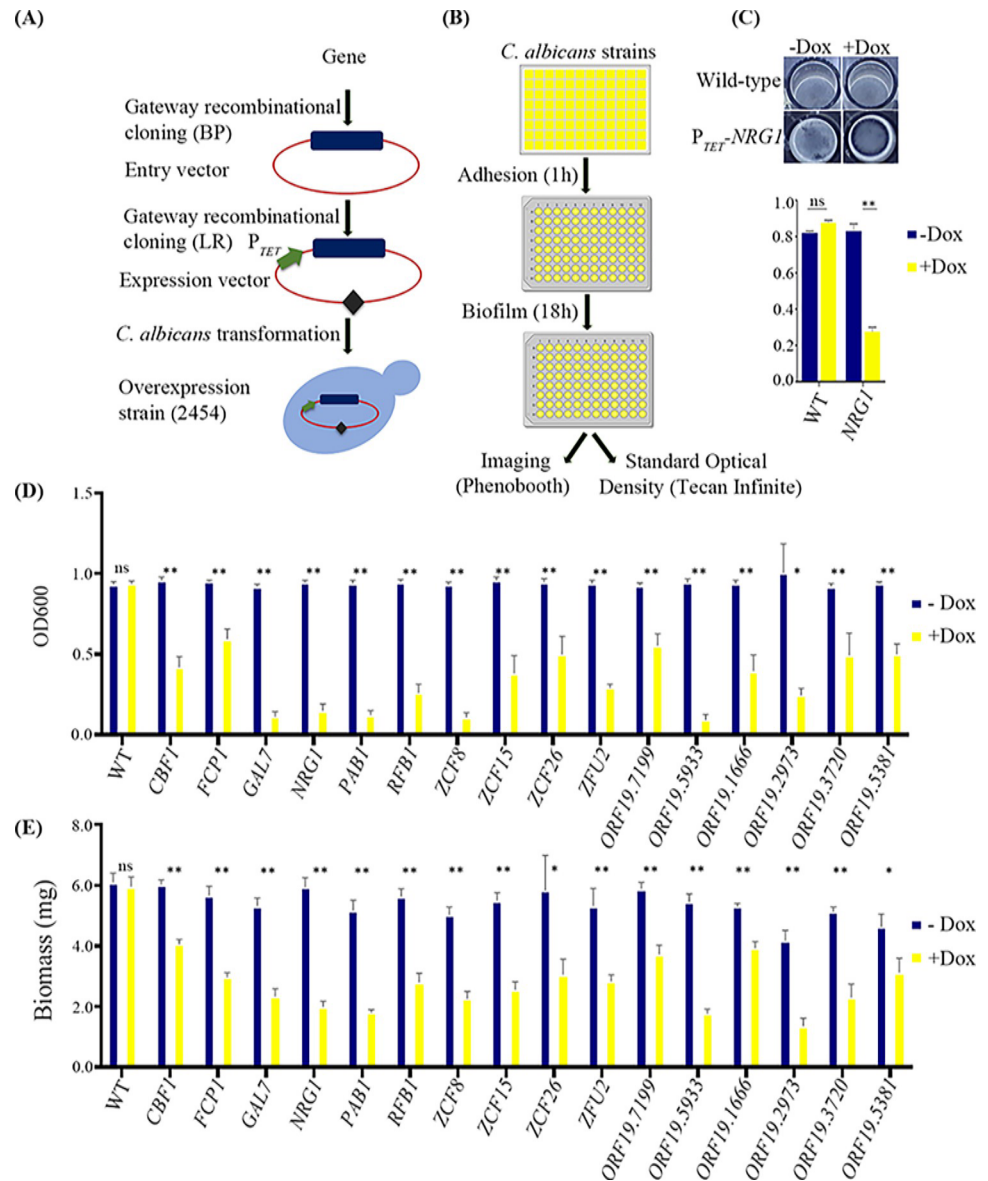 (A)
Gene
Gateway recombinational
cloning (BP)
Entry vector
Gateway recombinational
cloning (LR) P_TET
Expression vector
C. albicans transformation
Overexpression
strain (2454)
(B)
C. albicans strains
Adhesion (1h)
Biofilm (18h)
Imaging
(Phenobooth)
Standard Optical
Density (Tecan Infinite)
(C)
-Dox +Dox
Wild-type
P_TET-NRG1
1.0
0.8
0.6
0.4
0.2
0.0
ns
**
-Dox
+Dox
WT
NRG1
(D)
OD600
1.5
1.0
0.5
0.0
ns ** ** ** ** ** ** ** ** ** ** ** ** ** * ** **
- Dox
+Dox
WT
CBF1
FCP1
GAL7
NRG1
PAB1
RFB1
ZCF8
ZCF15
ZCF26
ZFU2
ORF19.7199
ORF19.5933
ORF19.1666
ORF19.2973
ORF19.3720
ORF19.5381
(E)
Biomass (mg)
8.0
6.0
4.0
2.0
0.0
ns ** ** ** ** ** ** ** ** * ** ** ** ** ** ** *
- Dox
+Dox
WT
CBF1
FCP1
GAL7
NRG1
PAB1
RFB1
ZCF8
ZCF15
ZCF26
ZFU2
ORF19.7199
ORF19.5933
ORF19.1666
ORF19.2973
ORF19.3720
ORF19.5381